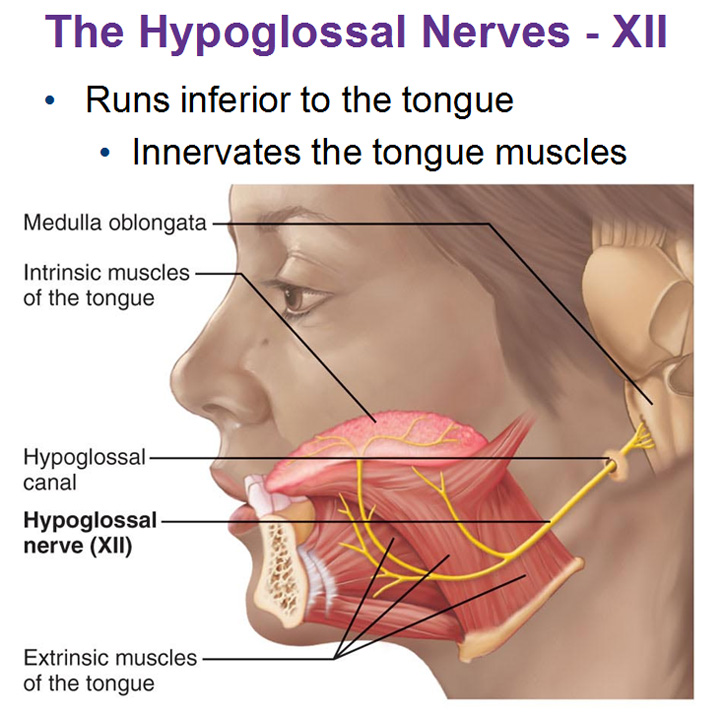 The Hypoglossal Nerves - XII
• Runs inferior to the tongue
• Innervates the tongue muscles
Medulla oblongata
Intrinsic muscles
of the tongue
Hypoglossal
canal
Hypoglossal
nerve (XII)
Extrinsic muscles
of the tongue